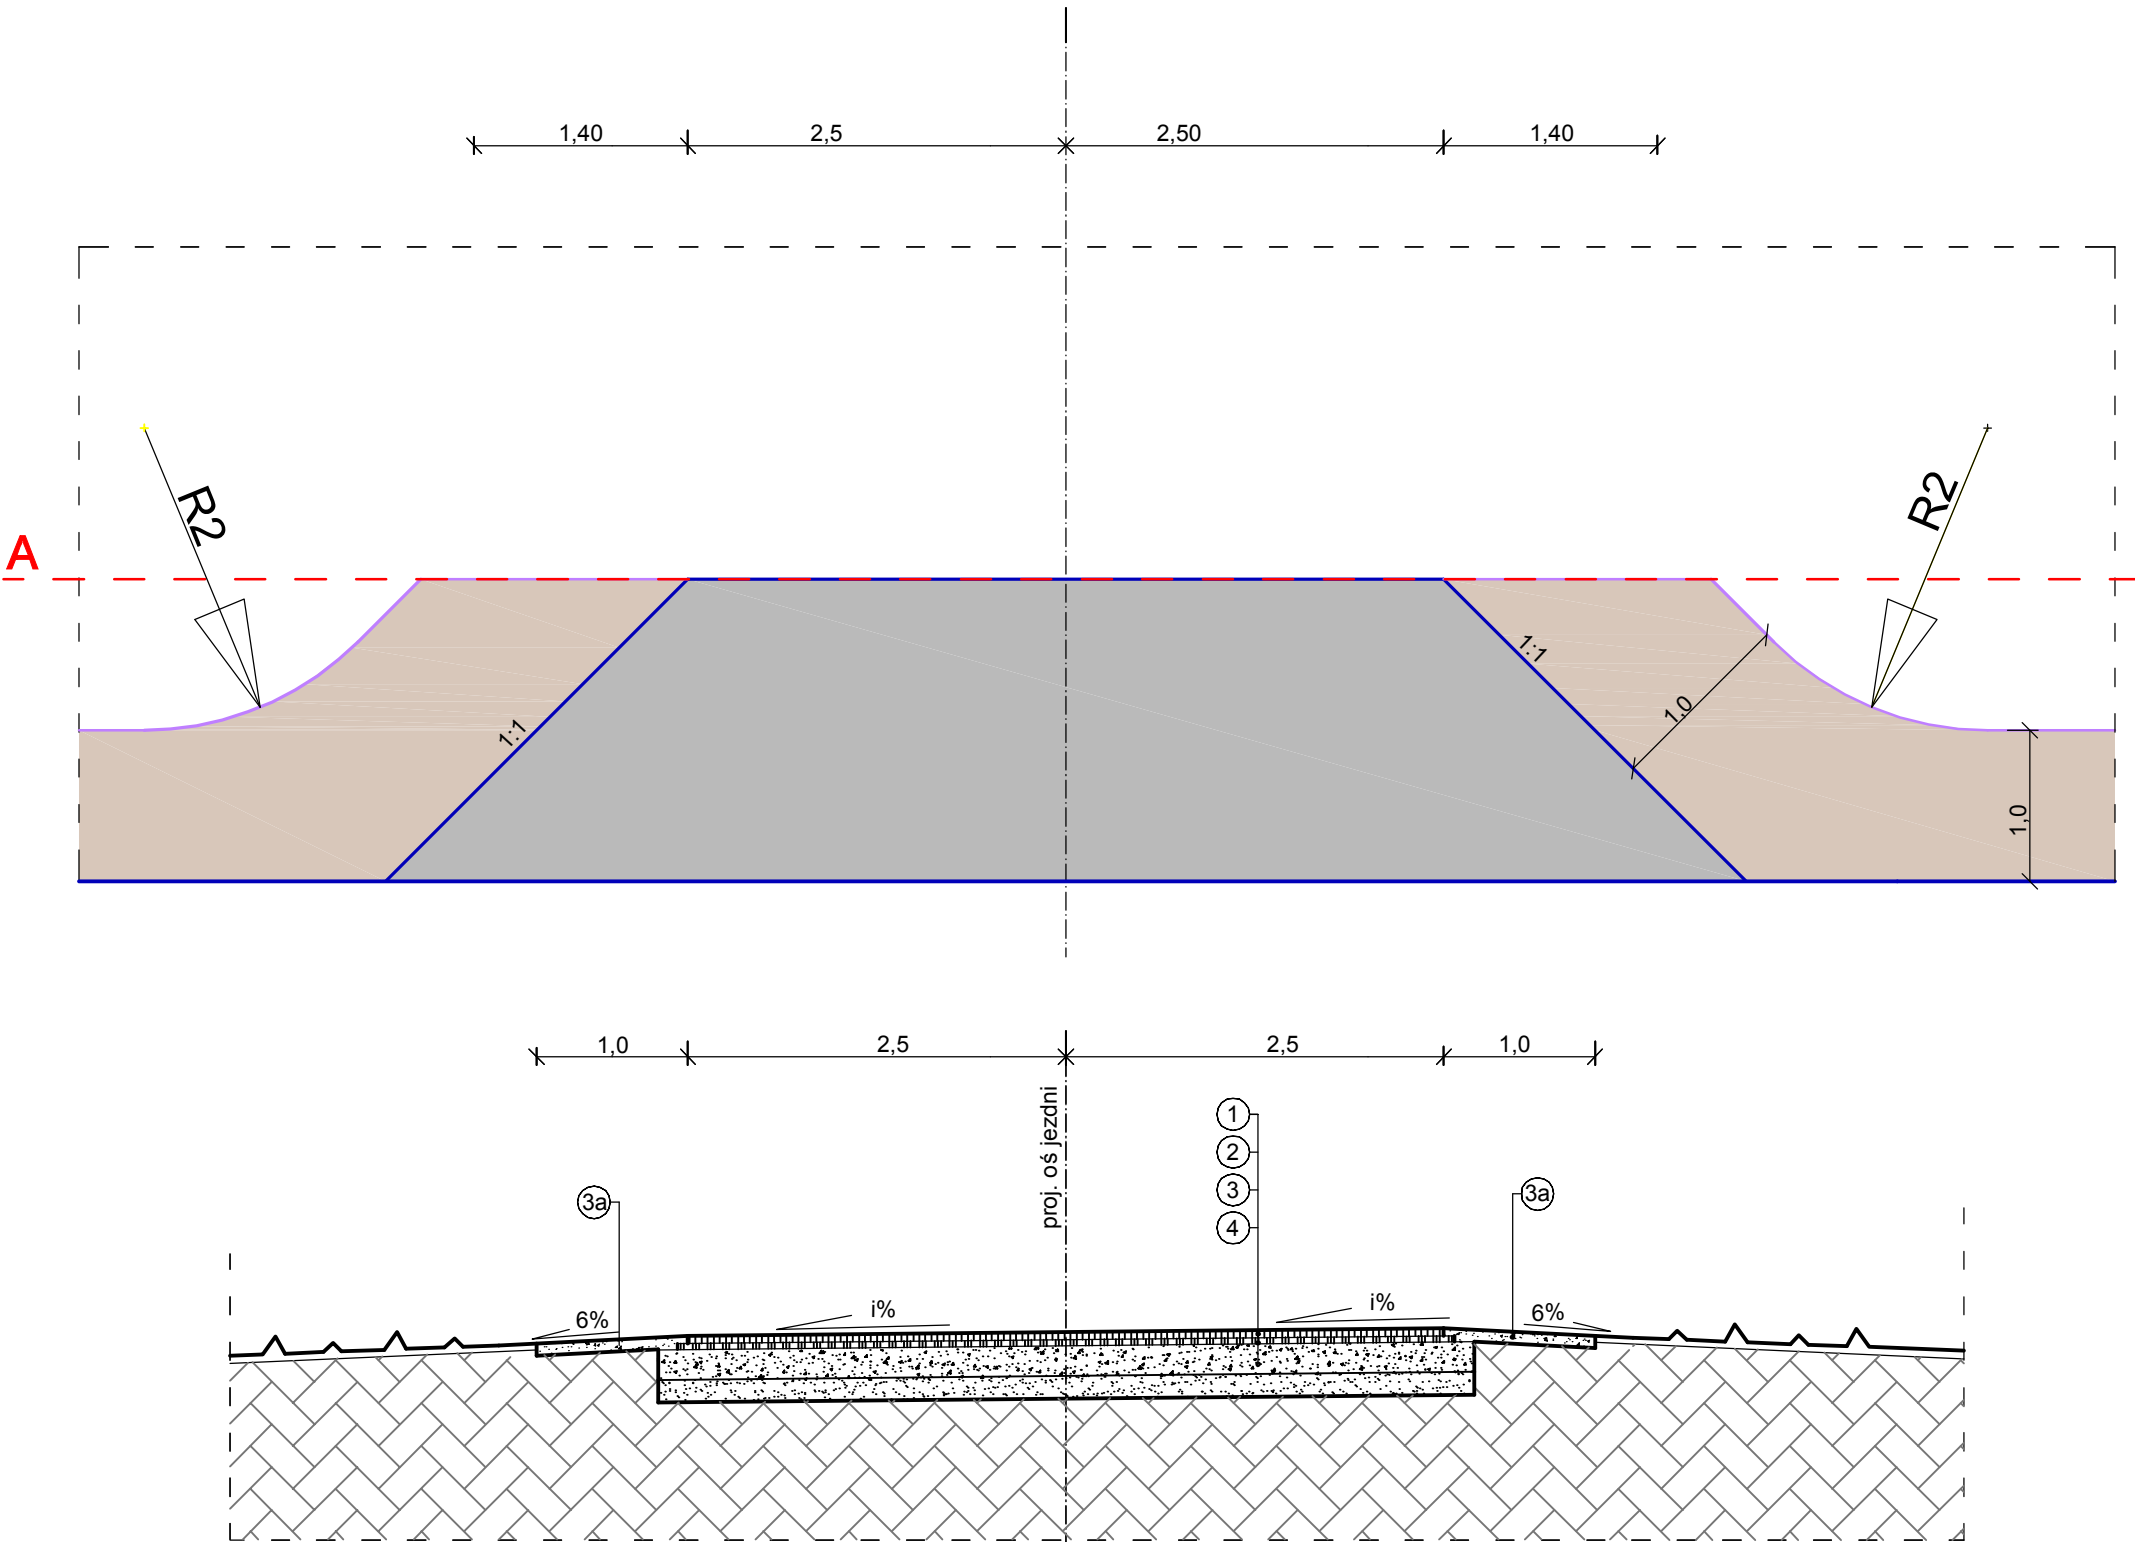 1,40 2,5 2,50 1,40
R2 R2
A
1:1 1:1
1,0
1,0
1,0 2,5 2,5 1,0
proj. oś jezdni
1
2
3
4
3a 3a
6% i% i% 6%